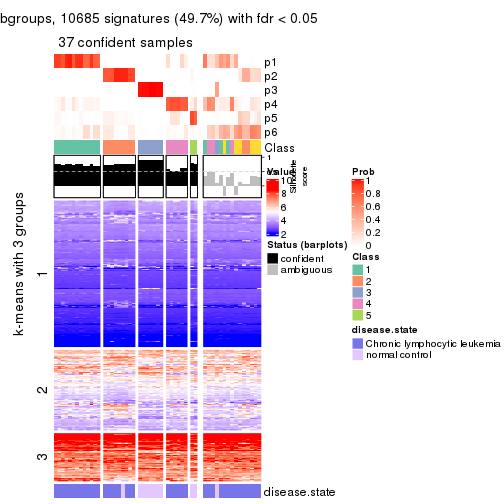 bgroups, 10685 signatures (49.7%) with fdr < 0.05
37 confident samples
p1
p2
p3
p4
p5
p6
Class
1
Silhouette
score
k-means with 3 groups
1
2
3
disease.state
Value
10
8
6
4
2
Status (barplots)
confident
ambiguous
Prob
1
0.8
0.6
0.4
0.2
0
Class
1
2
3
4
5
disease.state
Chronic lymphocytic leukemia
normal control